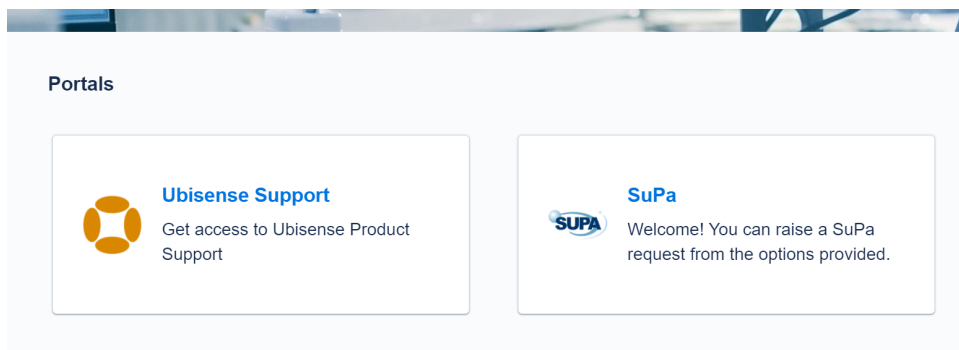 Portals
Ubisense Support
Get access to Ubisense Product
Support
SUPA
SuPa
Welcome! You can raise a SuPa
request from the options provided.